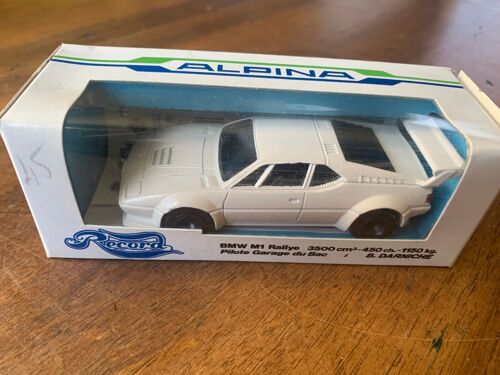 ALPINA
Record
BMW M1 Rallye 3500 cm³-450 ch.-1150 kg.
Pilote Garage du Bac : B. DARNICHE